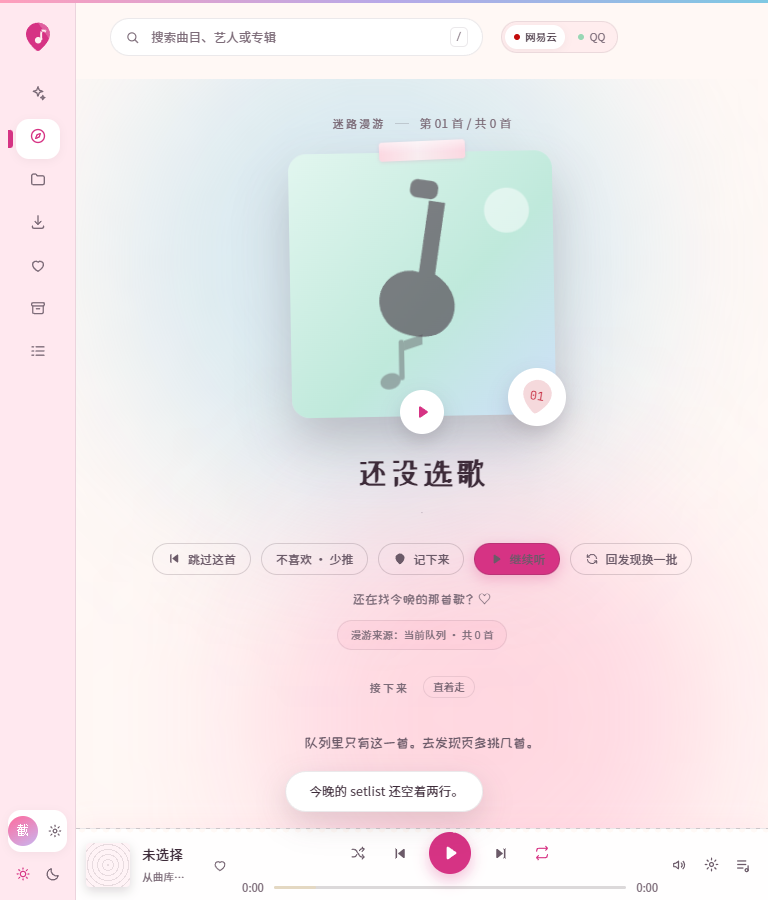 搜索曲目、艺人或专辑
/
网易云
QQ
迷路漫游 — 第 01 首 / 共 0 首
01
还没选歌
·
跳过这首
不喜欢 · 少推
记下来
继续听
回发现换一批
还在找今晚的那首歌？♡
漫游来源：当前队列 · 共 0 首
接下来
直着走
队列里只有这一首。去发现页多挑几首。
今晚的 setlist 还空着两行。
截
未选择
从曲库…
0:00
0:00